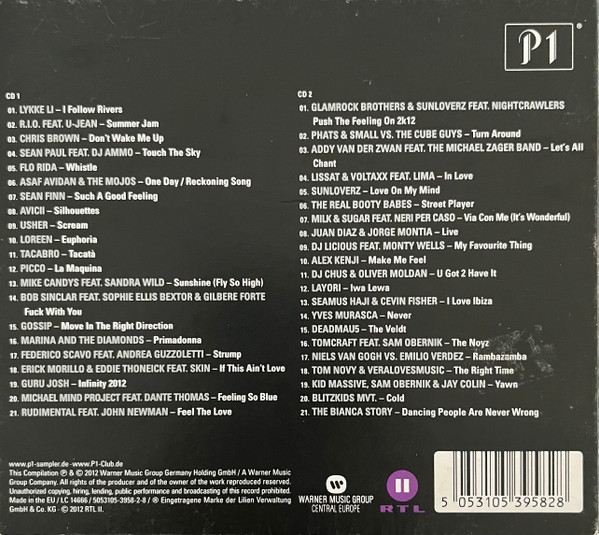 P1 ®
CD 1
01. LYKKE LI – I Follow Rivers
02. R.I.O. FEAT. U-JEAN – Summer Jam
03. CHRIS BROWN – Don't Wake Me Up
04. SEAN PAUL FEAT. DJ AMMO – Touch The Sky
05. FLO RIDA – Whistle
06. ASAF AVIDAN & THE MOJOS – One Day / Reckoning Song
07. SEAN FINN – Such A Good Feeling
08. AVICII – Silhouettes
09. USHER – Scream
10. LOREEN – Euphoria
11. TACABRO – Tacatà
12. PICCO – La Maquina
13. MIKE CANDYS FEAT. SANDRA WILD – Sunshine (Fly So High)
14. BOB SINCLAR FEAT. SOPHIE ELLIS BEXTOR & GILBERE FORTE
Fuck With You
15. GOSSIP – Move In The Right Direction
16. MARINA AND THE DIAMONDS – Primadonna
17. FEDERICO SCAVO FEAT. ANDREA GUZZOLETTI – Strump
18. ERICK MORILLO & EDDIE THONEICK FEAT. SKIN – If This Ain't Love
19. GURU JOSH – Infinity 2012
20. MICHAEL MIND PROJECT FEAT. DANTE THOMAS – Feeling So Blue
21. RUDIMENTAL FEAT. JOHN NEWMAN – Feel The Love
CD 2
01. GLAMROCK BROTHERS & SUNLOVERZ FEAT. NIGHTCRAWLERS
Push The Feeling On 2k12
02. PHATS & SMALL VS. THE CUBE GUYS – Turn Around
03. ADDY VAN DER ZWAN FEAT. THE MICHAEL ZAGER BAND – Let's All
Chant
04. LISSAT & VOLTAXX FEAT. LIMA – In Love
05. SUNLOVERZ – Love On My Mind
06. THE REAL BOOTY BABES – Street Player
07. MILK & SUGAR FEAT. NERI PER CASO – Via Con Me (It's Wonderful)
08. JUAN DIAZ & JORGE MONTIA – Live
09. DJ LICIOUS FEAT. MONTY WELLS – My Favourite Thing
10. ALEX KENJI – Make Me Feel
11. DJ CHUS & OLIVER MOLDAN – U Got 2 Have It
12. LAYORI – Iwa Lewa
13. SEAMUS HAJI & CEVIN FISHER – I Love Ibiza
14. YVES MURASCA – Never
15. DEADMAU5 – The Veldt
16. TOMCRAFT FEAT. SAM OBERNIK – The Noyz
17. NIELS VAN GOGH VS. EMILIO VERDEZ – Rambazamba
18. TOM NOVY & VERALOVESMUSIC – The Right Time
19. KID MASSIVE, SAM OBERNIK & JAY COLIN – Yawn
20. BLITZKIDS MVT. – Cold
21. THE BIANCA STORY – Dancing People Are Never Wrong
www.p1-sampler.de · www.P1-Club.de
This Compilation ℗ & © 2012 Warner Music Group Germany Holding GmbH / A Warner Music
Group Company. All rights of the producer and of the owner of the work reproduced reserved.
Unauthorized copying, hiring, lending, public performance and broadcasting of this record prohibited.
Made in the EU / LC 14666 / 5053105-3958-2-8 / ® Eingetragene Marke der Lilien Verwaltung
GmbH & Co. KG · © 2012 RTL II.
WARNER MUSIC GROUP
CENTRAL EUROPE
II
RTL
5 053105 395828